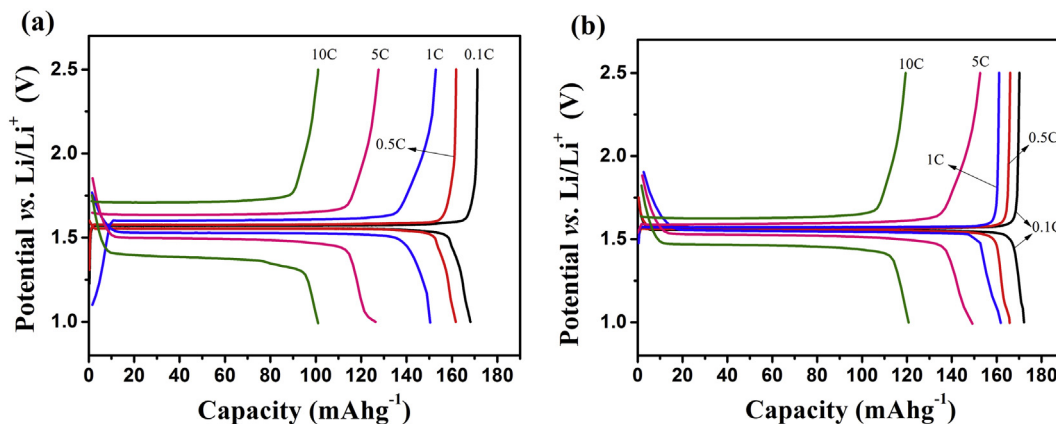 (a)
10C 5C 1C 0.1C
0.5C
2.5
2.0
1.5
1.0
Potential vs. Li/Li⁺ (V)
0 20 40 60 80 100 120 140 160 180
Capacity (mAhg⁻¹)
(b)
10C 5C
0.5C
1C
0.1C
2.5
2.0
1.5
1.0
Potential vs. Li/Li⁺ (V)
0 20 40 60 80 100 120 140 160 180
Capacity (mAhg⁻¹)